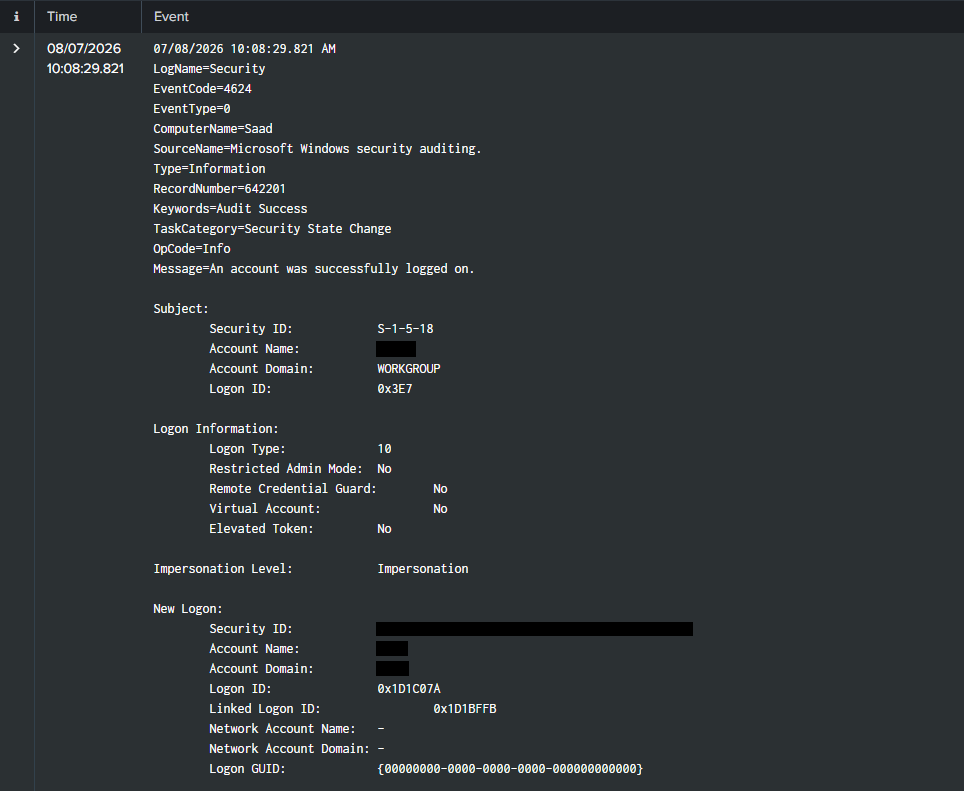 i Time Event
08/07/2026 07/08/2026 10:08:29.821 AM
10:08:29.821 LogName=Security
EventCode=4624
EventType=0
ComputerName=Saad
SourceName=Microsoft Windows security auditing.
Type=Information
RecordNumber=642201
Keywords=Audit Success
TaskCategory=Security State Change
OpCode=Info
Message=An account was successfully logged on.
Subject:
Security ID: S-1-5-18
Account Name:
Account Domain: WORKGROUP
Logon ID: 0x3E7
Logon Information:
Logon Type: 10
Restricted Admin Mode: No
Remote Credential Guard: No
Virtual Account: No
Elevated Token: No
Impersonation Level: Impersonation
New Logon:
Security ID:
Account Name:
Account Domain:
Logon ID: 0x1D1C07A
Linked Logon ID: 0x1D1BFFB
Network Account Name: -
Network Account Domain: -
Logon GUID: {00000000-0000-0000-0000-000000000000}